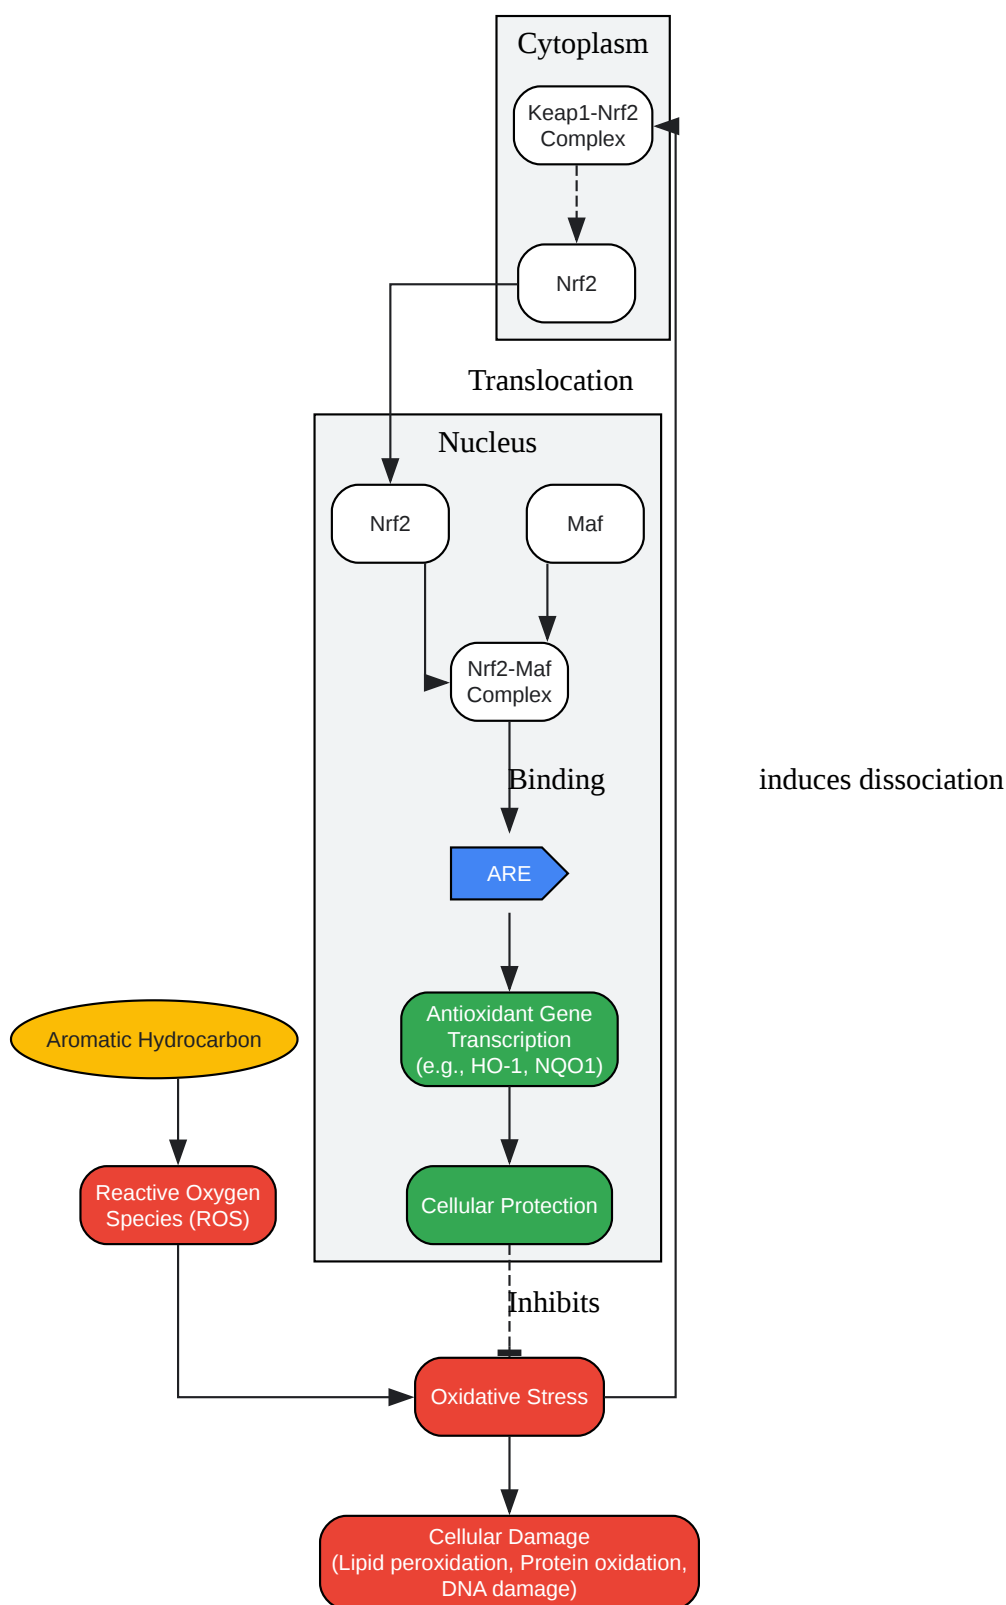 Cytoplasm
Keap1-Nrf2
Complex
Nrf2
Translocation
Nucleus
Nrf2
Maf
Nrf2-Maf
Complex
Binding
induces dissociation
ARE
Antioxidant Gene
Transcription
(e.g., HO-1, NQO1)
Aromatic Hydrocarbon
Reactive Oxygen
Species (ROS)
Cellular Protection
Inhibits
Oxidative Stress
Cellular Damage
(Lipid peroxidation, Protein oxidation,
DNA damage)